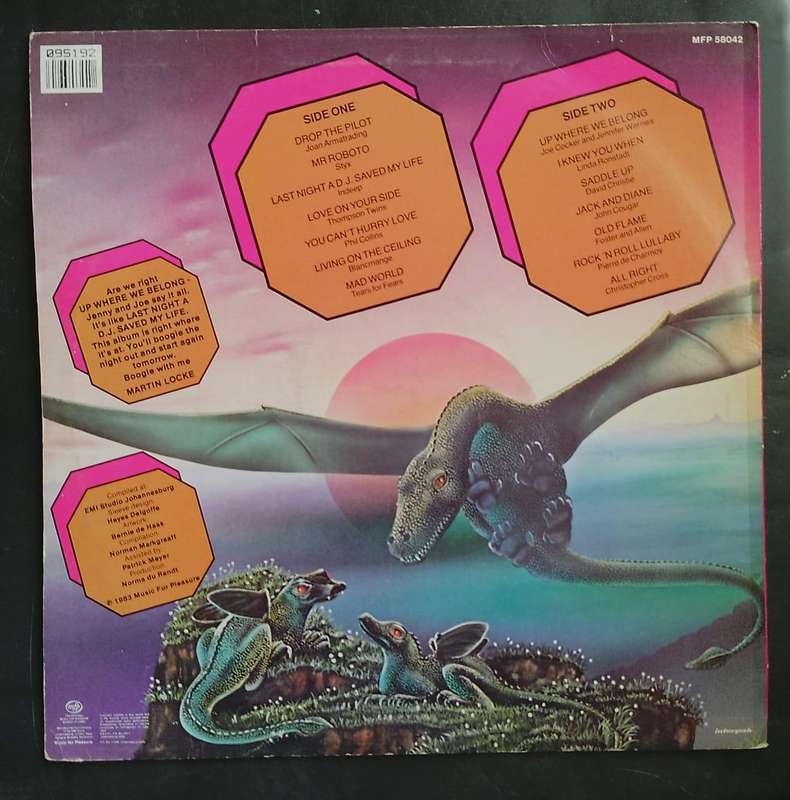 095192
MFP 58042
SIDE ONE
DROP THE PILOT
Joan Armatrading
MR ROBOTO
Styx
LAST NIGHT A D.J. SAVED MY LIFE
Indeep
LOVE ON YOUR SIDE
Thompson Twins
YOU CAN'T HURRY LOVE
Phil Collins
LIVING ON THE CEILING
Blancmange
MAD WORLD
Tears for Fears
SIDE TWO
UP WHERE WE BELONG
Joe Cocker and Jennifer Warnes
I KNEW YOU WHEN
Linda Ronstadt
SADDLE UP
David Christie
JACK AND DIANE
John Cougar
OLD FLAME
Foster and Allen
ROCK 'N ROLL LULLABY
Pierre de Charmoy
ALL RIGHT
Christopher Cross
Are we right
UP WHERE WE BELONG -
Jenny and Joe say it all.
It's like LAST NIGHT A
D.J. SAVED MY LIFE.
This album is right where
it's at. You'll boogie the
night out and start again
tomorrow.
Boogie with me
MARTIN LOCKE
Compiled at
EMI Studio Johannesburg
Sleeve design
Hayes Delgoffe
Artwork
Bernie de Haas
Compilation
Norman Markgraaff
Assisted by
Patrick Meyer
Production
Norma du Randt
℗ 1983 Music For Pleasure
mfp
Music for Pleasure